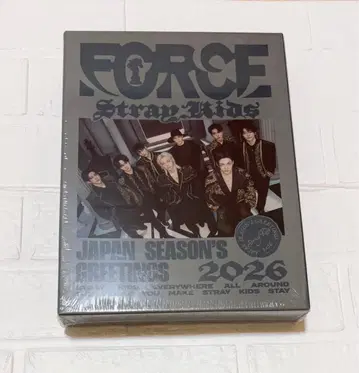 FORCE
Stray Kids
JAPAN SEASON'S
GREETINGS 2026
EVERYWHERE ALL AROUND
YOU MAKE STRAY KIDS STAY